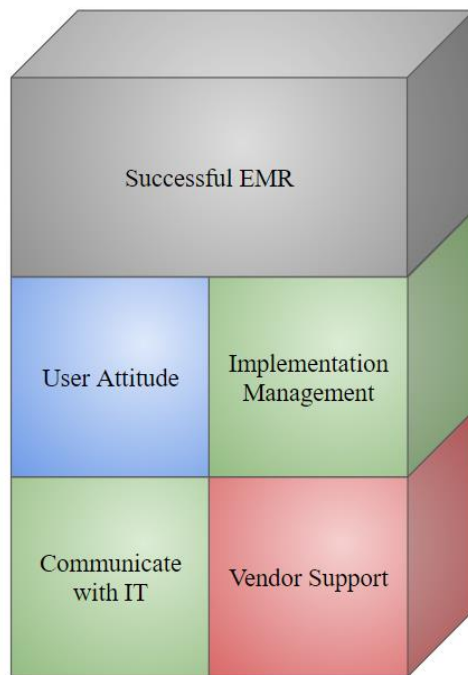 Successful EMR
User Attitude
Implementation
Management
Communicate
with IT
Vendor Support